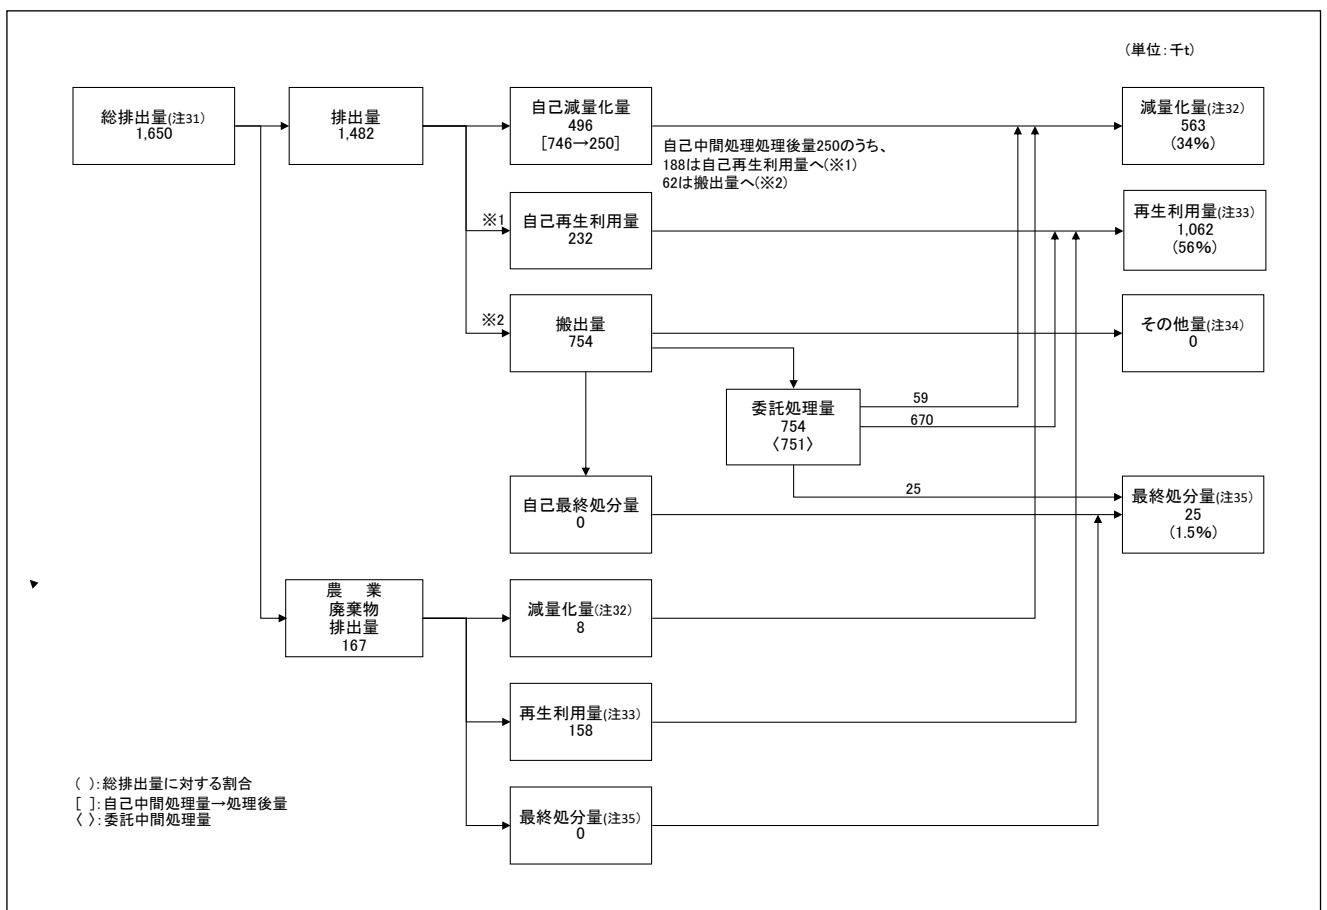 (単位:千t)
総排出量(注31)
1,650
排出量
1,482
自己減量化量
496
[746→250]
自己中間処理処理後量250のうち、
188は自己再生利用量へ(※1)
62は搬出量へ(※2)
減量化量(注32)
563
(34%)
※1
自己再生利用量
232
再生利用量(注33)
1,062
(56%)
※2
搬出量
754
その他量(注34)
0
委託処理量
754
〈751〉
59
670
25
自己最終処分量
0
最終処分量(注35)
25
(1.5%)
農 業
廃棄物
排出量
167
減量化量(注32)
8
再生利用量(注33)
158
最終処分量(注35)
0
( ):総排出量に対する割合
[ ]:自己中間処理量→処理後量
〈 〉:委託中間処理量